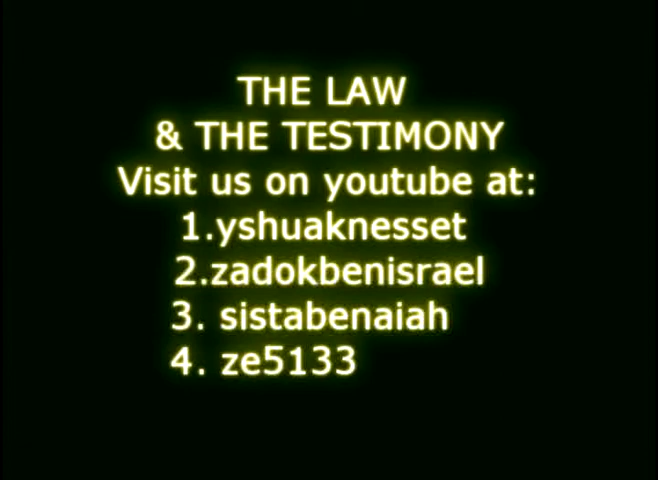 THE LAW
& THE TESTIMONY
Visit us on youtube at:
1.yshuaknesset
2.zadokbenisrael
3. sistabenaiah
4. ze5133